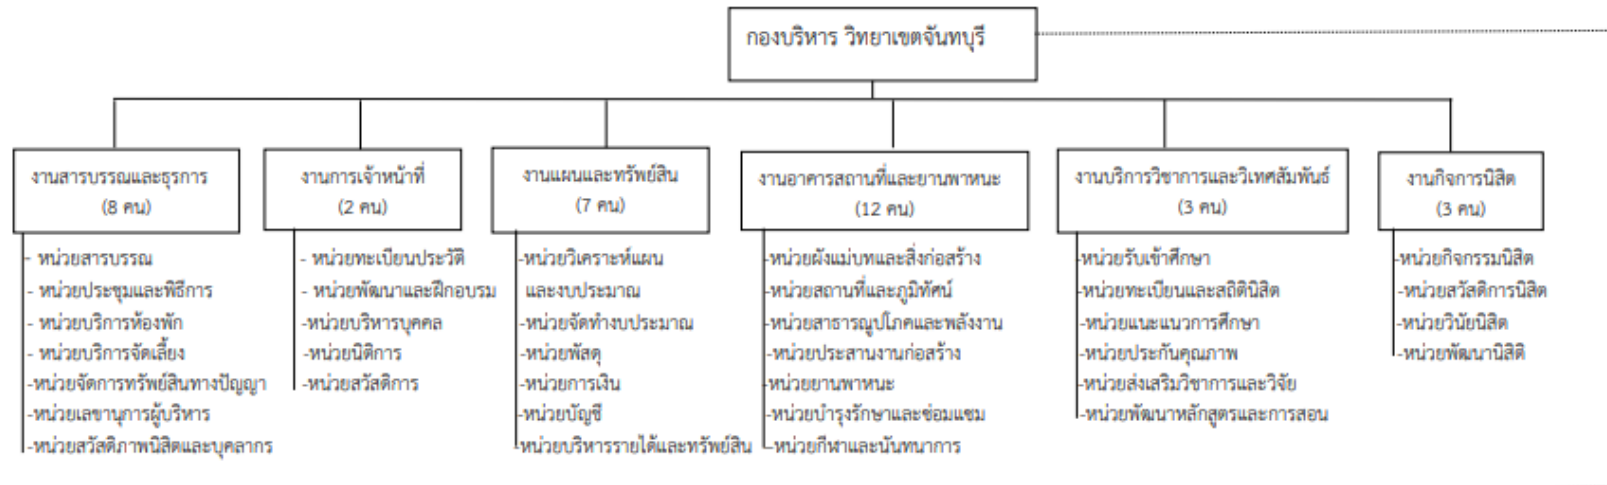 กองบริหาร วิทยาเขตจันทบุรี
งานสารบรรณและธุรการ
(8 คน)
- หน่วยสารบรรณ
- หน่วยประชุมและพิธีการ
- หน่วยบริการห้องพัก
- หน่วยบริการจัดเลี้ยง
-หน่วยจัดการทรัพย์สินทางปัญญา
-หน่วยเลขานุการผู้บริหาร
-หน่วยสวัสดิภาพนิสิตและบุคลากร
งานการเจ้าหน้าที่
(2 คน)
- หน่วยทะเบียนประวัติ
- หน่วยพัฒนาและฝึกอบรม
-หน่วยบริหารบุคคล
-หน่วยนิติการ
-หน่วยสวัสดิการ
งานแผนและทรัพย์สิน
(7 คน)
-หน่วยวิเคราะห์แผน
และงบประมาณ
-หน่วยจัดทำงบประมาณ
-หน่วยพัสดุ
-หน่วยการเงิน
-หน่วยบัญชี
-หน่วยบริหารรายได้และทรัพย์สิน
งานอาคารสถานที่และยานพาหนะ
(12 คน)
-หน่วยผังแม่บทและสิ่งก่อสร้าง
-หน่วยสถานที่และภูมิทัศน์
-หน่วยสาธารณูปโภคและพลังงาน
-หน่วยประสานงานก่อสร้าง
-หน่วยยานพาหนะ
-หน่วยบำรุงรักษาและซ่อมแซม
-หน่วยกีฬาและนันทนาการ
งานบริการวิชาการและวิเทศสัมพันธ์
(3 คน)
-หน่วยรับเข้าศึกษา
-หน่วยทะเบียนและสถิตินิสิต
-หน่วยแนะแนวการศึกษา
-หน่วยประกันคุณภาพ
-หน่วยส่งเสริมวิชาการและวิจัย
-หน่วยพัฒนาหลักสูตรและการสอน
งานกิจการนิสิต
(3 คน)
-หน่วยกิจกรรมนิสิต
-หน่วยสวัสดิการนิสิต
-หน่วยวินัยนิสิต
-หน่วยพัฒนานิสิติ